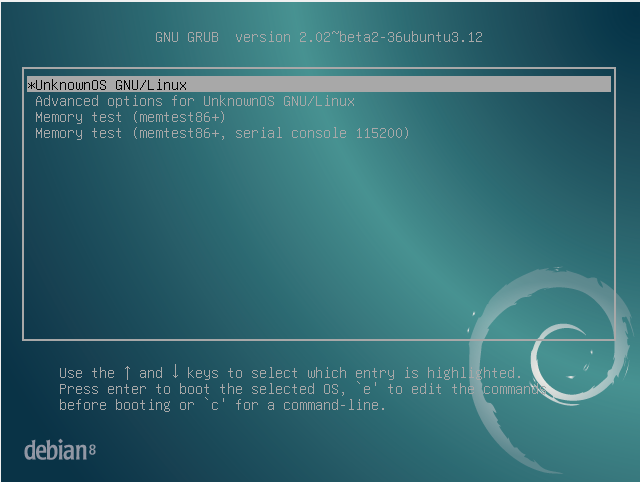 GNU GRUB version 2.02~beta2-36ubuntu3.12
*UnknownOS GNU/Linux
Advanced options for UnknownOS GNU/Linux
Memory test (memtest86+)
Memory test (memtest86+, serial console 115200)
Use the ↑ and ↓ keys to select which entry is highlighted.
Press enter to boot the selected OS, `e' to edit the commands
before booting or `c' for a command-line.
debian 8